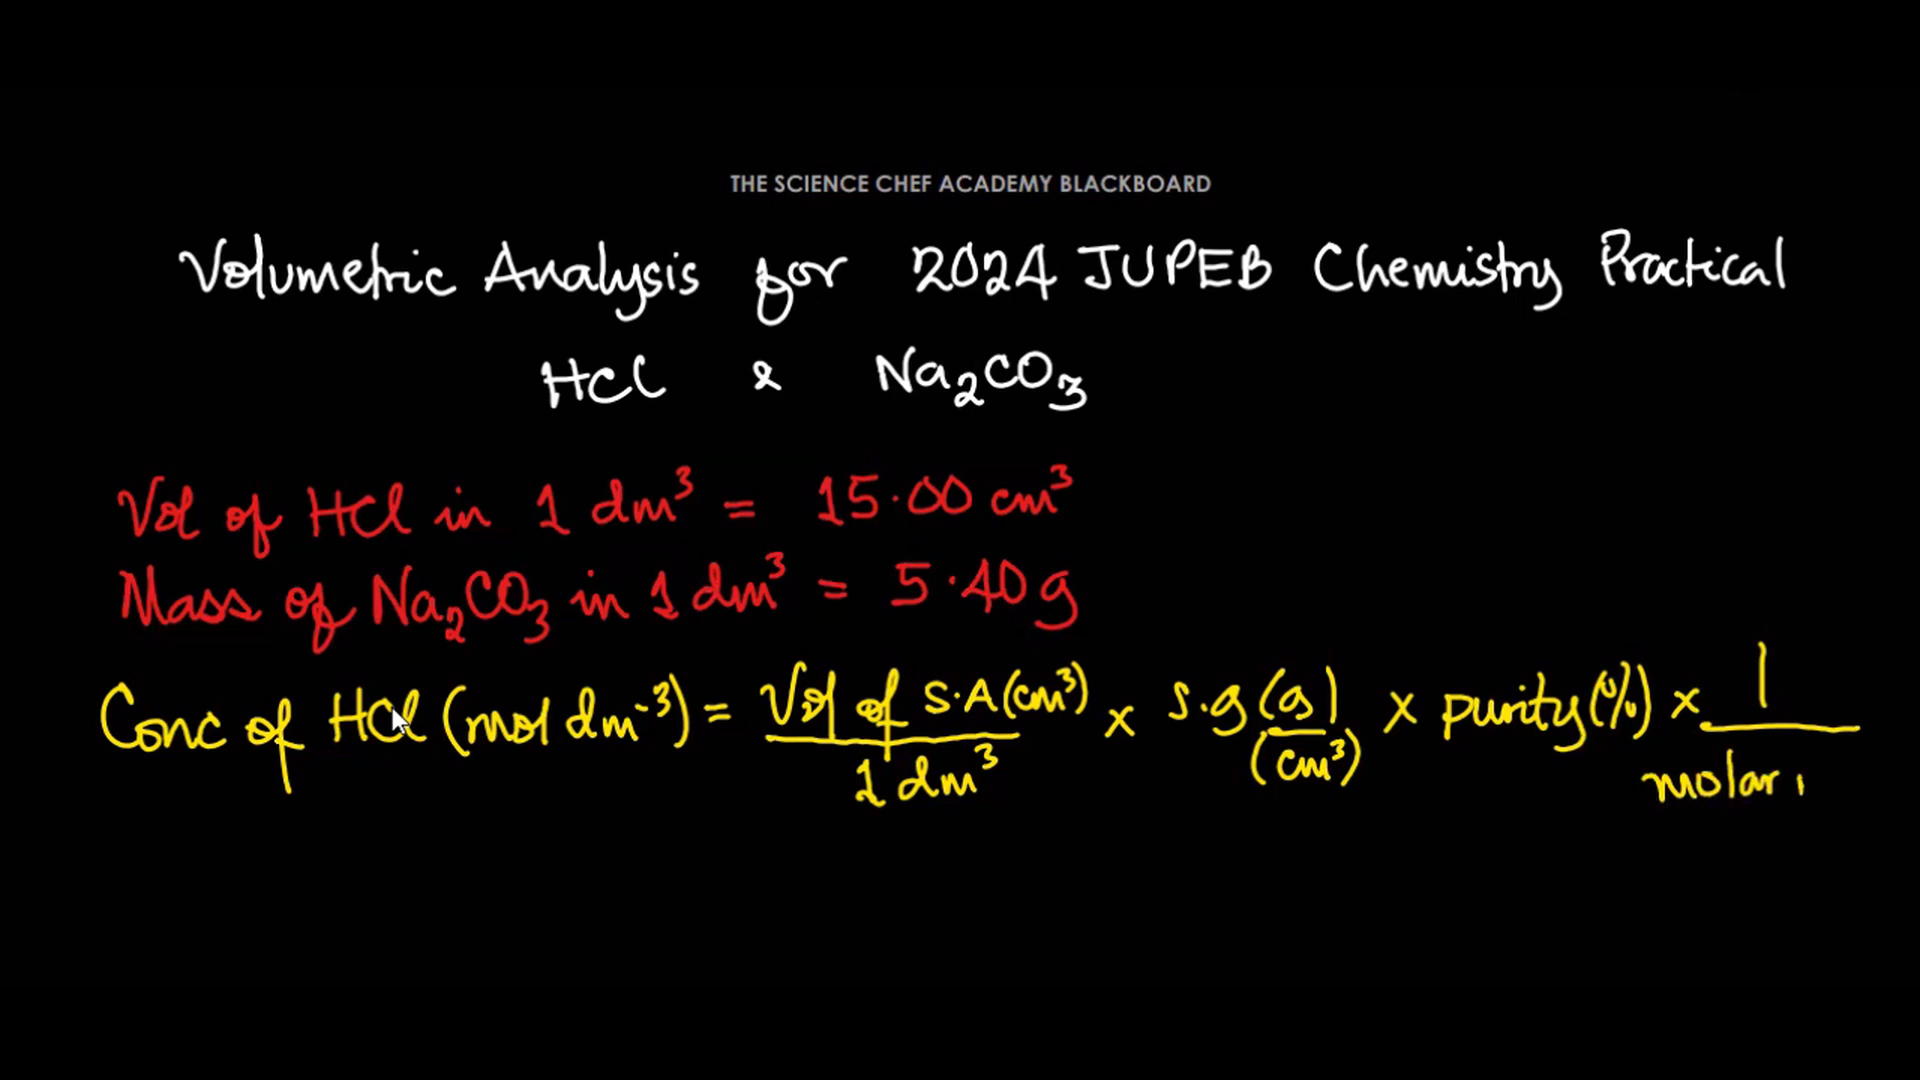 THE SCIENCE CHEF ACADEMY BLACKBOARD
Volumetric Analysis for 2024 JUPEB Chemistry Practical
HCl & Na₂CO₃
Vol of HCl in 1 dm³ = 15.00 cm³
Mass of Na₂CO₃ in 1 dm³ = 5.40 g
Conc of HCl (mol dm⁻³) = Vol of S.A (cm³) / 1 dm³ × s.g (g) / (cm³) × purity (%) × 1 / molar